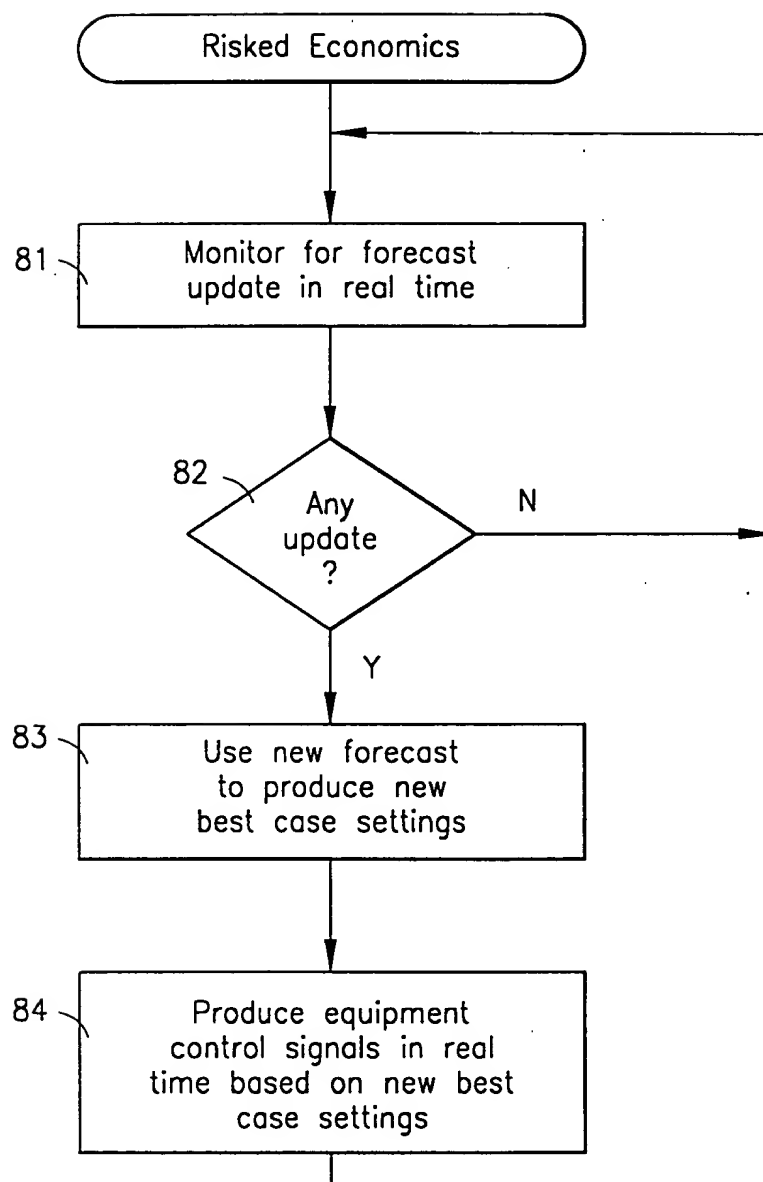 Risked Economics
81
Monitor for forecast
update in real time
82
Any
update
?
N
Y
83
Use new forecast
to produce new
best case settings
84
Produce equipment
control signals in real
time based on new best
case settings